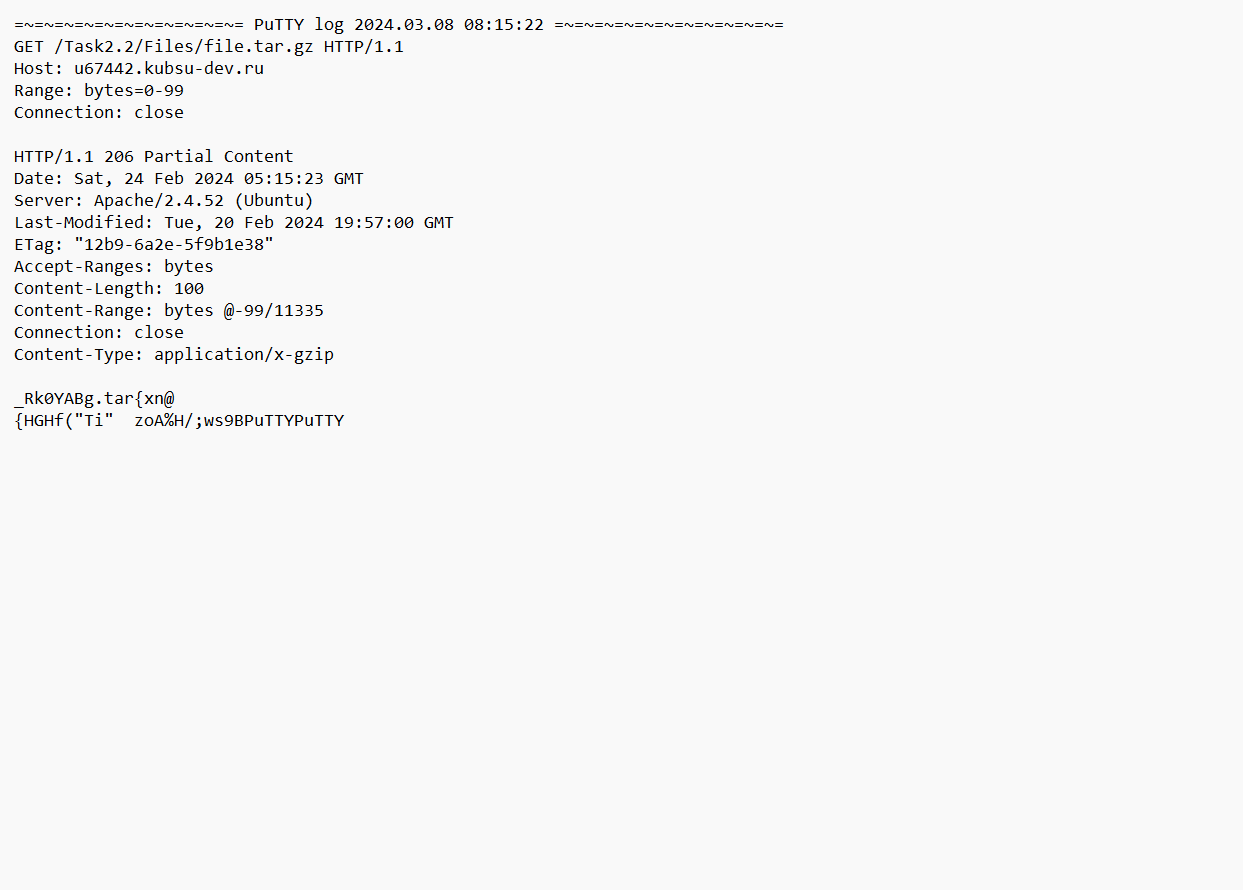 =~=~=~=~=~=~=~=~=~=~=~= PuTTY log 2024.03.08 08:15:22 =~=~=~=~=~=~=~=~=~=~=~=
GET /Task2.2/Files/file.tar.gz HTTP/1.1
Host: u67442.kubsu-dev.ru
Range: bytes=0-99
Connection: close

HTTP/1.1 206 Partial Content
Date: Sat, 24 Feb 2024 05:15:23 GMT
Server: Apache/2.4.52 (Ubuntu)
Last-Modified: Tue, 20 Feb 2024 19:57:00 GMT
ETag: "12b9-6a2e-5f9b1e38"
Accept-Ranges: bytes
Content-Length: 100
Content-Range: bytes @-99/11335
Connection: close
Content-Type: application/x-gzip

_Rk0YABg.tar{xn@
{HGHf("Ti"  zoA%H/;ws9BPuTTYPuTTY